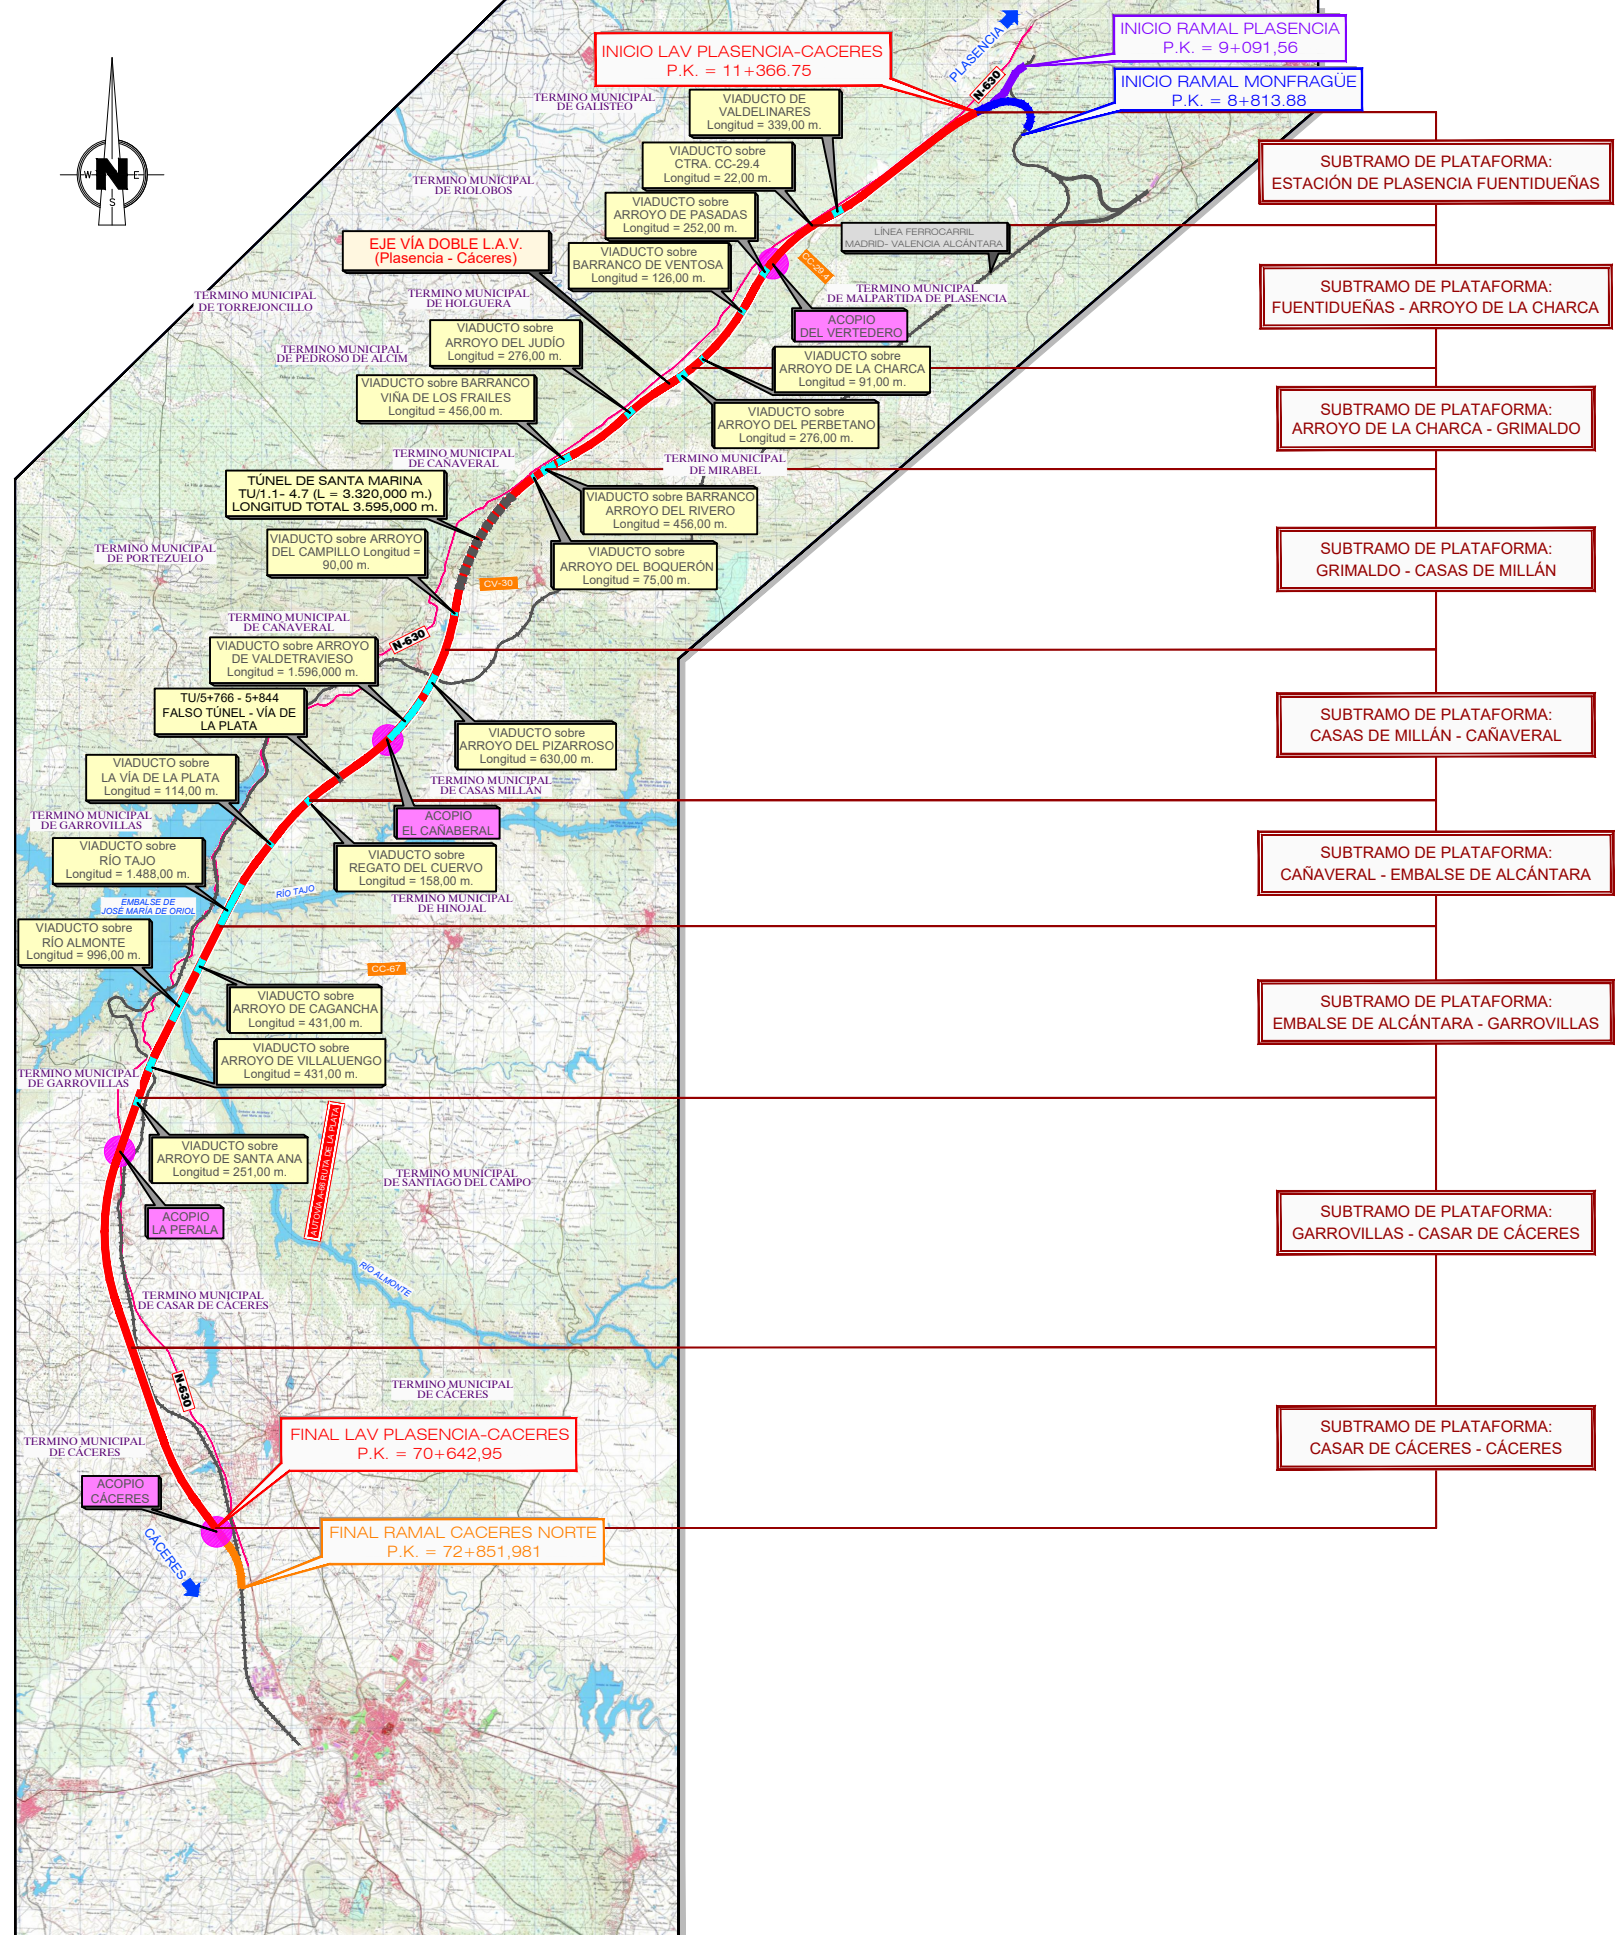 INICIO LAV PLASENCIA-CACERES
P.K. = 11+366.75
PLASENCIA
N-630
INICIO RAMAL PLASENCIA
P.K. = 9+091,56
INICIO RAMAL MONFRAGÜE
P.K. = 8+813.88
N
W
E
S
TERMINO MUNICIPAL
DE GALISTEO
VIADUCTO DE
VALDELINARES
Longitud = 339,00 m.
VIADUCTO sobre
CTRA. CC-29.4
Longitud = 22,00 m.
TERMINO MUNICIPAL
DE RIOLOBOS
VIADUCTO sobre
ARROYO DE PASADAS
Longitud = 252,00 m.
SUBTRAMO DE PLATAFORMA:
ESTACIÓN DE PLASENCIA FUENTIDUEÑAS
EJE VÍA DOBLE L.A.V.
(Plasencia - Cáceres)
VIADUCTO sobre
BARRANCO DE VENTOSA
Longitud = 126,00 m.
LÍNEA FERROCARRIL
MADRID- VALENCIA ALCÁNTARA
CC-29.4
TERMINO MUNICIPAL
DE TORREJONCILLO
TERMINO MUNICIPAL
DE HOLGUERA
TERMINO MUNICIPAL
DE MALPARTIDA DE PLASENCIA
SUBTRAMO DE PLATAFORMA:
FUENTIDUEÑAS - ARROYO DE LA CHARCA
ACOPIO
DEL VERTEDERO
VIADUCTO sobre
ARROYO DEL JUDÍO
Longitud = 276,00 m.
TERMINO MUNICIPAL
DE PEDROSO DE ALCIM
VIADUCTO sobre
ARROYO DE LA CHARCA
Longitud = 91,00 m.
VIADUCTO sobre BARRANCO
VIÑA DE LOS FRAILES
Longitud = 456,00 m.
VIADUCTO sobre
ARROYO DEL PERBETANO
Longitud = 276,00 m.
SUBTRAMO DE PLATAFORMA:
ARROYO DE LA CHARCA - GRIMALDO
TERMINO MUNICIPAL
DE CAÑAVERAL
TERMINO MUNICIPAL
DE MIRABEL
TÚNEL DE SANTA MARINA
TU/1.1- 4.7 (L = 3.320,000 m.)
LONGITUD TOTAL 3.595,000 m.
VIADUCTO sobre BARRANCO
ARROYO DEL RIVERO
Longitud = 456,00 m.
VIADUCTO sobre ARROYO
DEL CAMPILLO Longitud =
90,00 m.
TERMINO MUNICIPAL
DE PORTEZUELO
VIADUCTO sobre
ARROYO DEL BOQUERÓN
Longitud = 75,00 m.
CV-30
SUBTRAMO DE PLATAFORMA:
GRIMALDO - CASAS DE MILLÁN
TERMINO MUNICIPAL
DE CAÑAVERAL
N-630
VIADUCTO sobre ARROYO
DE VALDETRAVIESO
Longitud = 1.596,000 m.
TU/5+766 - 5+844
FALSO TÚNEL - VÍA DE
LA PLATA
VIADUCTO sobre
ARROYO DEL PIZARROSO
Longitud = 630,00 m.
SUBTRAMO DE PLATAFORMA:
CASAS DE MILLÁN - CAÑAVERAL
VIADUCTO sobre
LA VÍA DE LA PLATA
Longitud = 114,00 m.
TERMINO MUNICIPAL
DE CASAS MILLÁN
TERMINO MUNICIPAL
DE GARROVILLAS
ACOPIO
EL CAÑABERAL
VIADUCTO sobre
RÍO TAJO
Longitud = 1.488,00 m.
VIADUCTO sobre
REGATO DEL CUERVO
Longitud = 158,00 m.
SUBTRAMO DE PLATAFORMA:
CAÑAVERAL - EMBALSE DE ALCÁNTARA
RÍO TAJO
EMBALSE DE
JOSÉ MARÍA DE ORIOL
TERMINO MUNICIPAL
DE HINOJAL
VIADUCTO sobre
RÍO ALMONTE
Longitud = 996,00 m.
CC-67
VIADUCTO sobre
ARROYO DE CAGANCHA
Longitud = 431,00 m.
SUBTRAMO DE PLATAFORMA:
EMBALSE DE ALCÁNTARA - GARROVILLAS
VIADUCTO sobre
ARROYO DE VILLALUENGO
Longitud = 431,00 m.
TERMINO MUNICIPAL
DE GARROVILLAS
VIADUCTO sobre
ARROYO DE SANTA ANA
Longitud = 251,00 m.
AUTOVÍA A-66 RUTA DE LA PLATA
TERMINO MUNICIPAL
DE SANTIAGO DEL CAMPO
ACOPIO
LA PERALA
SUBTRAMO DE PLATAFORMA:
GARROVILLAS - CASAR DE CÁCERES
RÍO ALMONTE
TERMINO MUNICIPAL
DE CASAR DE CÁCERES
N-630
TERMINO MUNICIPAL
DE CÁCERES
FINAL LAV PLASENCIA-CACERES
P.K. = 70+642,95
TERMINO MUNICIPAL
DE CÁCERES
SUBTRAMO DE PLATAFORMA:
CASAR DE CÁCERES - CÁCERES
ACOPIO
CÁCERES
FINAL RAMAL CACERES NORTE
P.K. = 72+851,981
CÁCERES